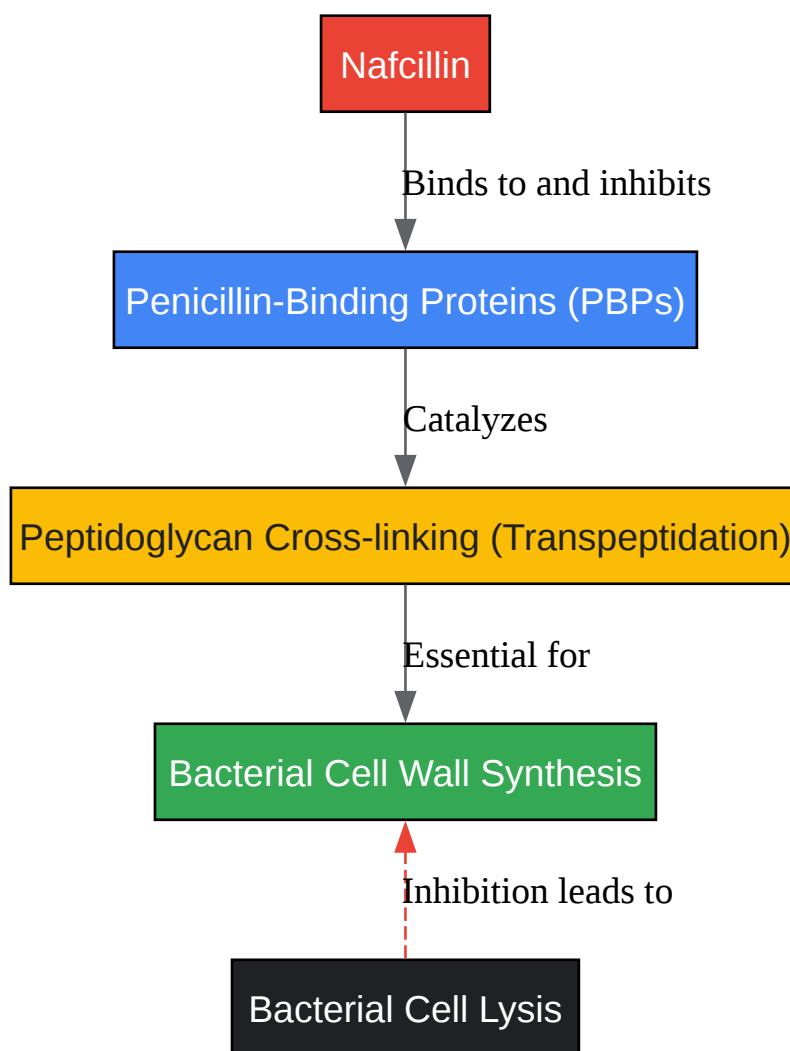 Nafcillin
Binds to and inhibits
Penicillin-Binding Proteins (PBPs)
Catalyzes
Peptidoglycan Cross-linking (Transpeptidation)
Essential for
Bacterial Cell Wall Synthesis
Inhibition leads to
Bacterial Cell Lysis